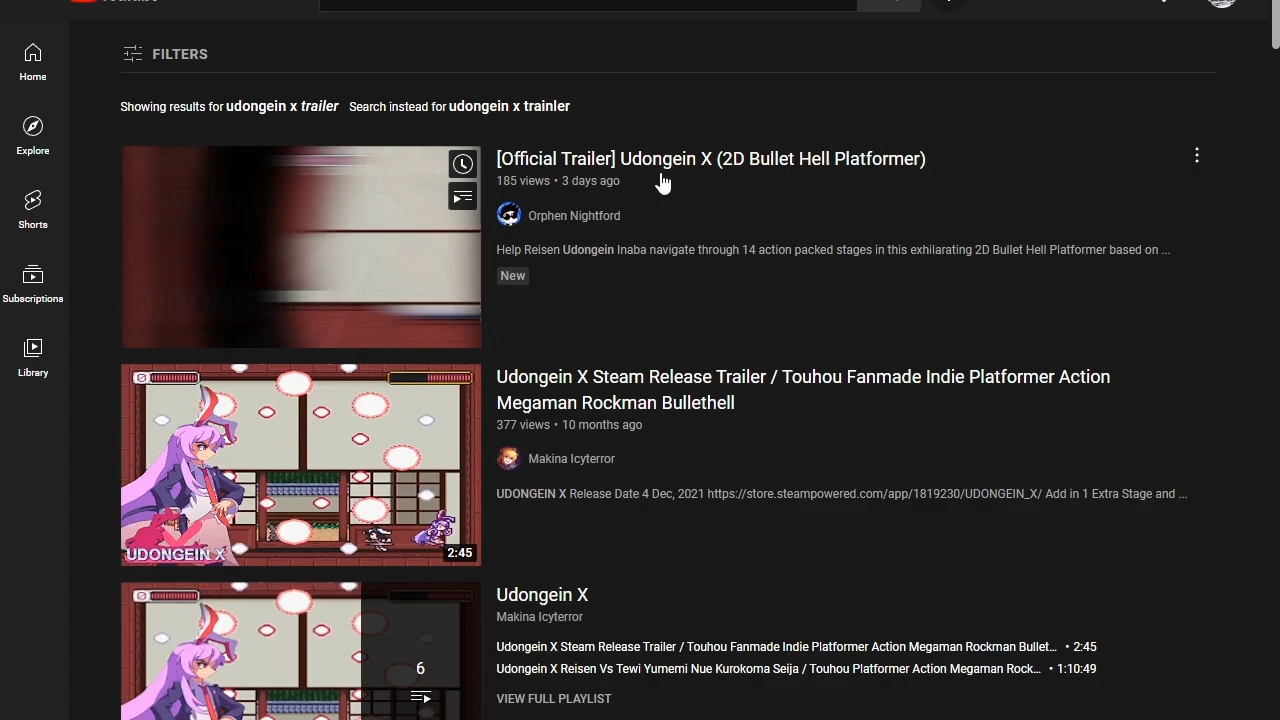 FILTERS
Home
Explore
Shorts
Subscriptions
Library
Showing results for udongein x trailer Search instead for udongein x trainler
[Official Trailer] Udongein X (2D Bullet Hell Platformer)
185 views • 3 days ago
Orphen Nightford
Help Reisen Udongein Inaba navigate through 14 action packed stages in this exhilarating 2D Bullet Hell Platformer based on ...
New
UDONGEIN X
2:45
Udongein X Steam Release Trailer / Touhou Fanmade Indie Platformer Action
Megaman Rockman Bullethell
377 views • 10 months ago
Makina Icyterror
UDONGEIN X Release Date 4 Dec, 2021 https://store.steampowered.com/app/1819230/UDONGEIN_X/ Add in 1 Extra Stage and ...
6
Udongein X
Makina Icyterror
Udongein X Steam Release Trailer / Touhou Fanmade Indie Platformer Action Megaman Rockman Bullet... • 2:45
Udongein X Reisen Vs Tewi Yumemi Nue Kurokoma Seija / Touhou Platformer Action Megaman Rock... • 1:10:49
VIEW FULL PLAYLIST